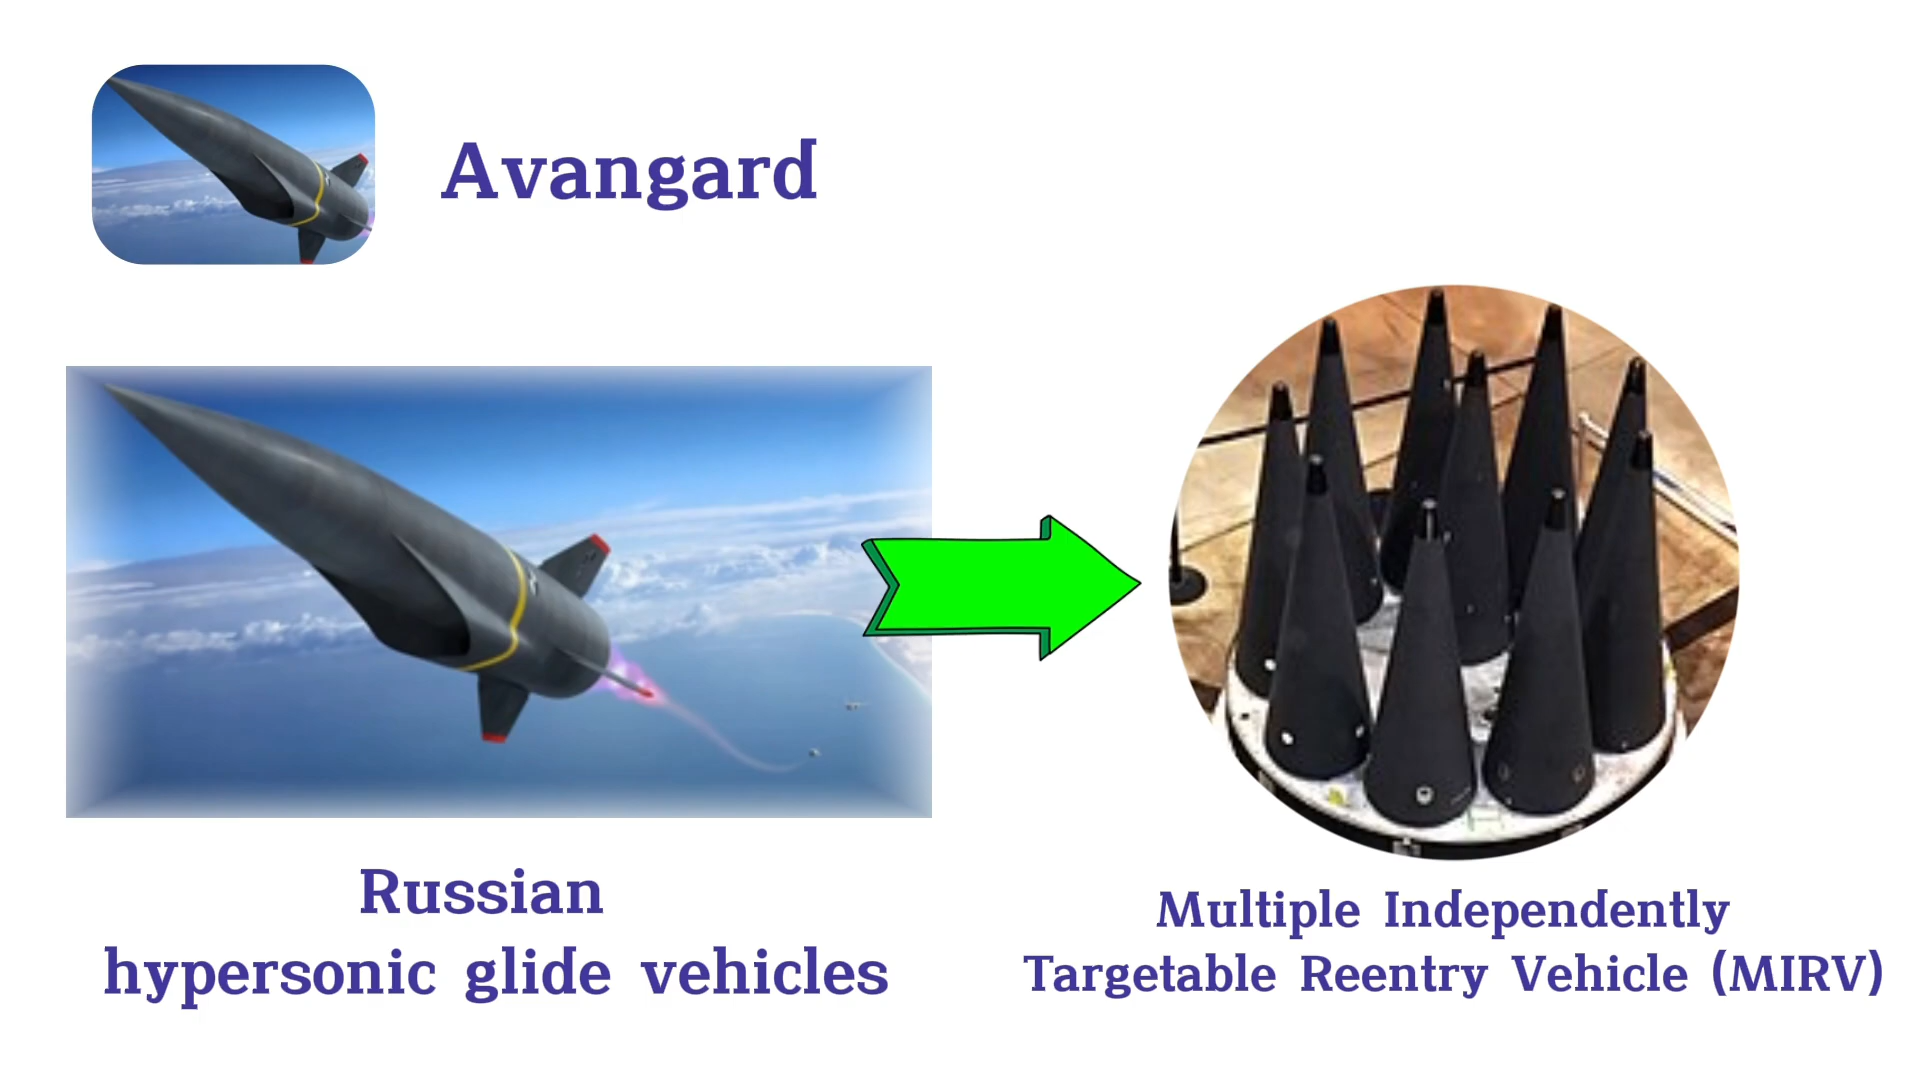 Avangard
Russian
hypersonic glide vehicles
Multiple Independently
Targetable Reentry Vehicle (MIRV)